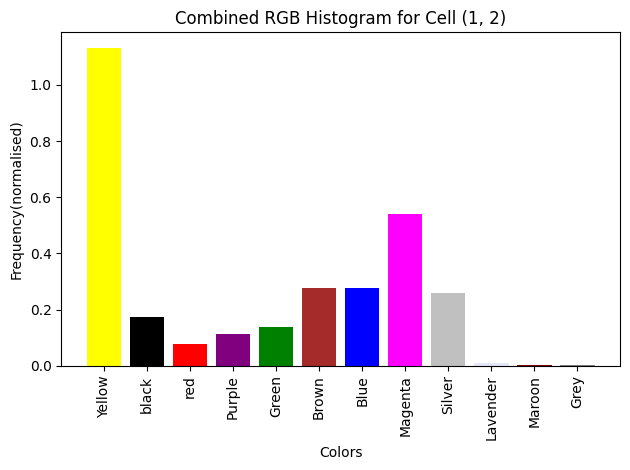 Combined RGB Histogram for Cell (1, 2)
Frequency(normalised)
1.0
0.8
0.6
0.4
0.2
0.0
Yellow
black
red
Purple
Green
Brown
Blue
Magenta
Silver
Lavender
Maroon
Grey
Colors